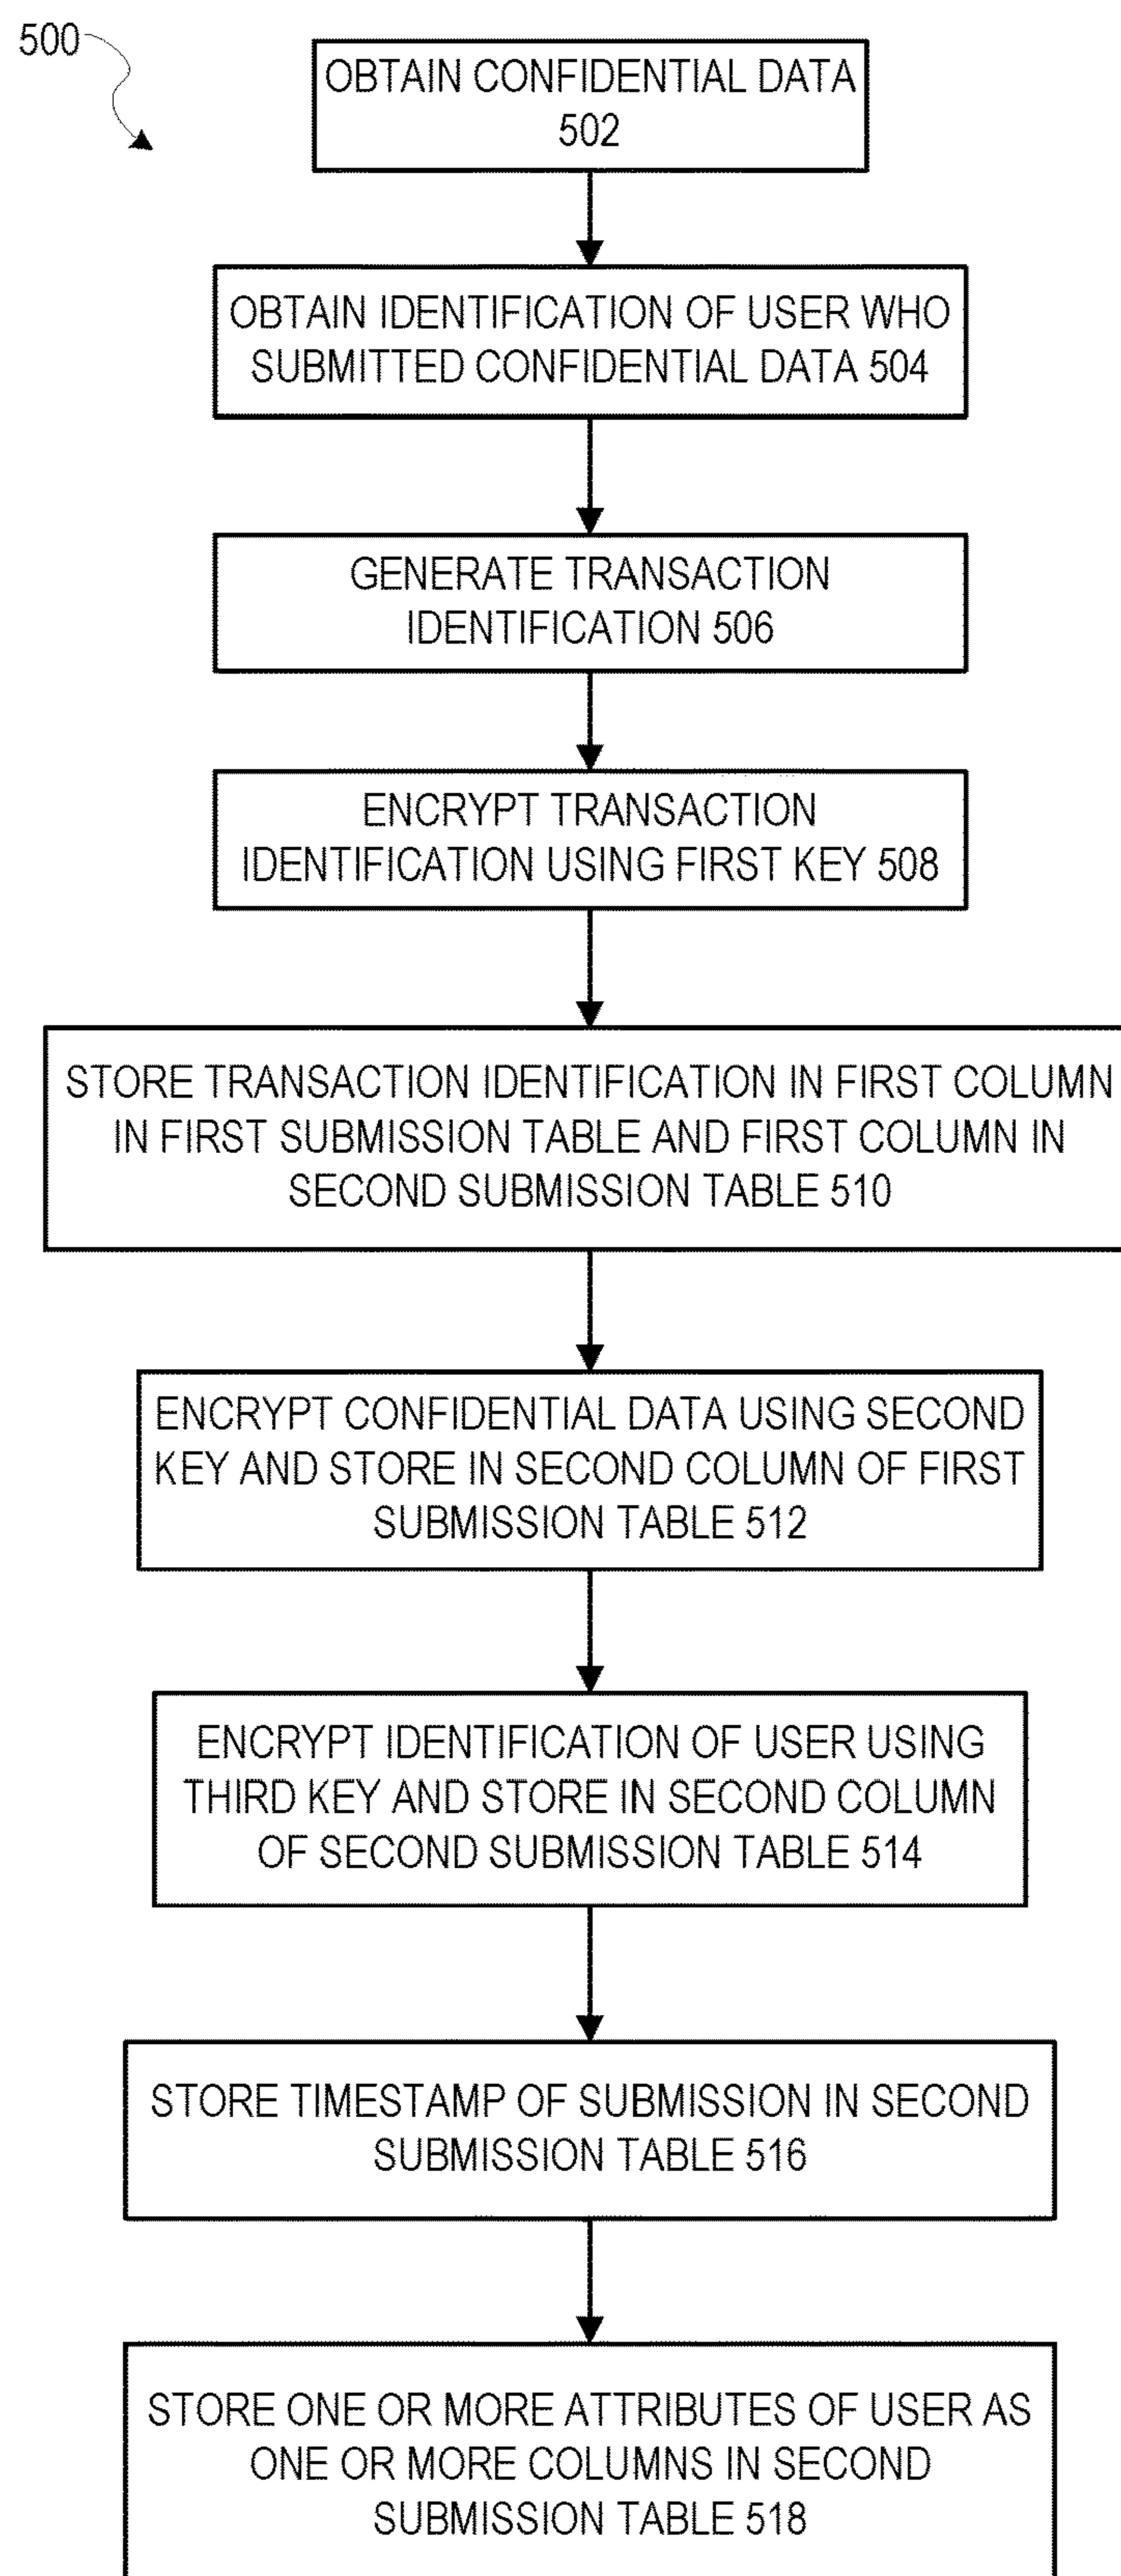 500
OBTAIN CONFIDENTIAL DATA
502
OBTAIN IDENTIFICATION OF USER WHO
SUBMITTED CONFIDENTIAL DATA 504
GENERATE TRANSACTION
IDENTIFICATION 506
ENCRYPT TRANSACTION
IDENTIFICATION USING FIRST KEY 508
STORE TRANSACTION IDENTIFICATION IN FIRST COLUMN
IN FIRST SUBMISSION TABLE AND FIRST COLUMN IN
SECOND SUBMISSION TABLE 510
ENCRYPT CONFIDENTIAL DATA USING SECOND
KEY AND STORE IN SECOND COLUMN OF FIRST
SUBMISSION TABLE 512
ENCRYPT IDENTIFICATION OF USER USING
THIRD KEY AND STORE IN SECOND COLUMN
OF SECOND SUBMISSION TABLE 514
STORE TIMESTAMP OF SUBMISSION IN SECOND
SUBMISSION TABLE 516
STORE ONE OR MORE ATTRIBUTES OF USER AS
ONE OR MORE COLUMNS IN SECOND
SUBMISSION TABLE 518